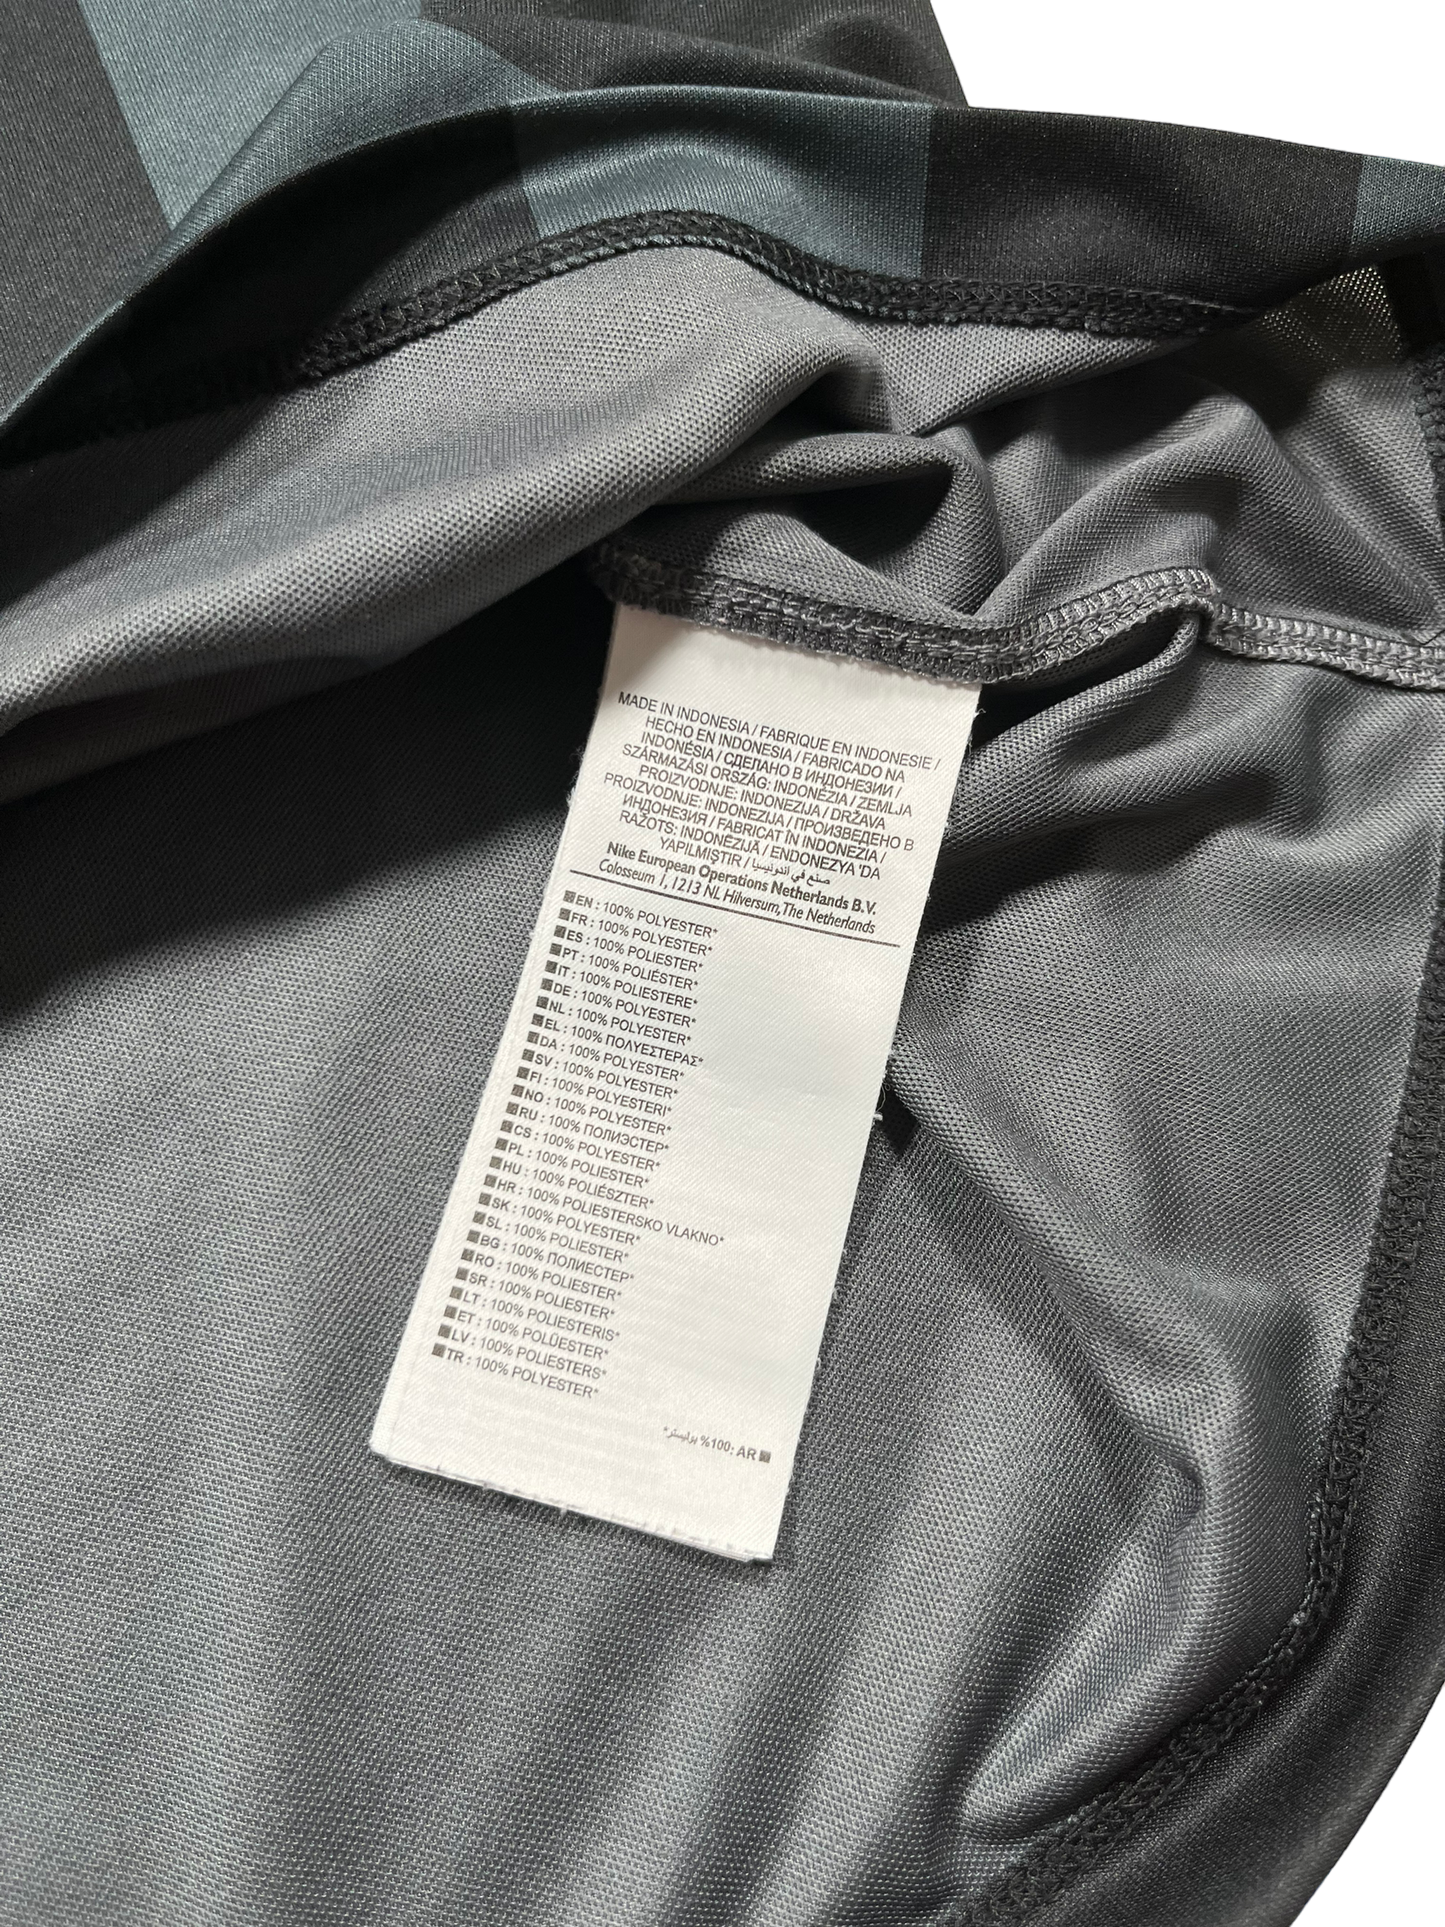 MADE IN INDONESIA / FABRIQUE EN INDONESIE /
HECHO EN INDONESIA / FABRICADO NA
INDONÉSIA / СДЕЛАНО В ИНДОНЕЗИИ /
SZÁRMAZÁSI ORSZÁG: INDONÉZIA / ZEMLJA
PROIZVODNJE: INDONEZIJA / DRŽAVA
PROIZVODNJE: INDONEZIJA / ПРОИЗВЕДЕНО В
ИНДОНЕЗИЯ / FABRICAT ÎN INDONEZIA /
RAŽOTS: INDONĒZIJĀ / ENDONEZYA 'DA
YAPILMIŞTIR / صنع في اندونيسيا
Nike European Operations Netherlands B.V.
Colosseum 1, 1213 NL Hilversum, The Netherlands
EN : 100% POLYESTER*
FR : 100% POLYESTER*
ES : 100% POLIESTER*
PT : 100% POLIÉSTER*
IT : 100% POLIESTERE*
DE : 100% POLYESTER*
NL : 100% POLYESTER*
EL : 100% ΠΟΛΥΕΣΤΕΡΑΣ*
DA : 100% POLYESTER*
SV : 100% POLYESTER*
FI : 100% POLYESTERI*
NO : 100% POLYESTER*
RU : 100% ПОЛИЭСТЕР*
CS : 100% POLYESTER*
PL : 100% POLIESTER*
HU : 100% POLIÉSZTER*
HR : 100% POLIESTERSKO VLAKNO*
SK : 100% POLYESTER*
SL : 100% POLIESTER*
BG : 100% ПОЛИЕСТЕР*
RO : 100% POLIESTER*
SR : 100% POLIESTER*
LT : 100% POLIESTERIS*
ET : 100% POLÜESTER*
LV : 100% POLIESTERS*
TR : 100% POLYESTER*
AR :100% بوليستر*